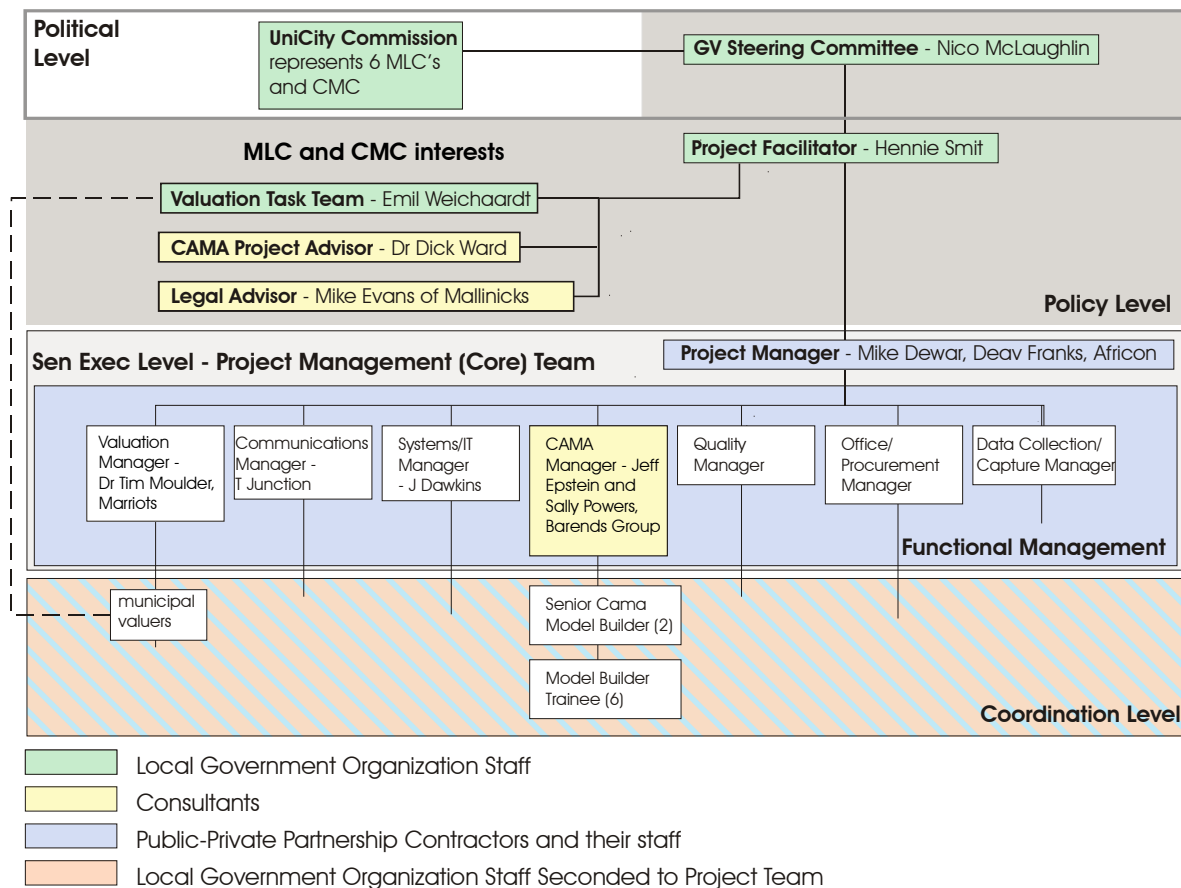 Political
Level
UniCity Commission
represents 6 MLC's
and CMC
GV Steering Committee - Nico McLaughlin
MLC and CMC interests
Project Facilitator - Hennie Smit
Valuation Task Team - Emil Weichaardt
CAMA Project Advisor - Dr Dick Ward
Legal Advisor - Mike Evans of Mallinicks
Policy Level
Sen Exec Level - Project Management (Core) Team
Project Manager - Mike Dewar, Deav Franks, Africon
Valuation
Manager -
Dr Tim Moulder,
Marriots
Communications
Manager -
T Junction
Systems/IT
Manager
- J Dawkins
CAMA
Manager - Jeff
Epstein and
Sally Powers,
Barends Group
Quality
Manager
Office/
Procurement
Manager
Data Collection/
Capture Manager
Functional Management
municipal
valuers
Senior Cama
Model Builder (2)
Model Builder
Trainee (6)
Coordination Level
Local Government Organization Staff
Consultants
Public-Private Partnership Contractors and their staff
Local Government Organization Staff Seconded to Project Team